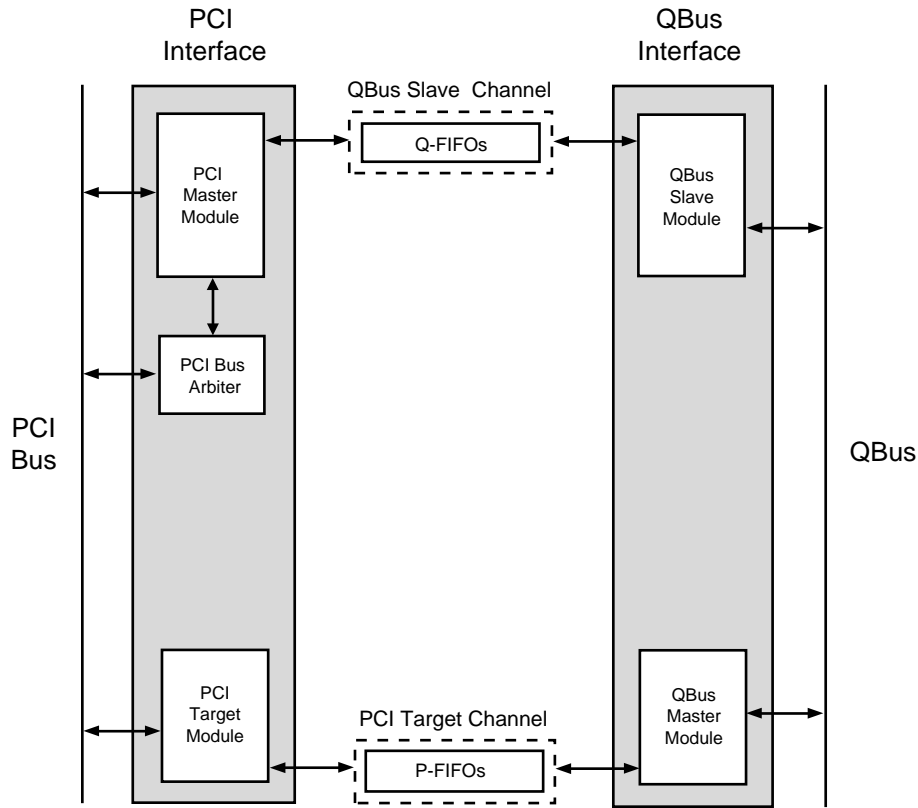 PCI
Interface
QBus
Interface
QBus Slave Channel
Q-FIFOs
PCI
Master
Module
QBus
Slave
Module
PCI Bus
Arbiter
PCI
Bus
QBus
PCI
Target
Module
QBus
Master
Module
PCI Target Channel
P-FIFOs